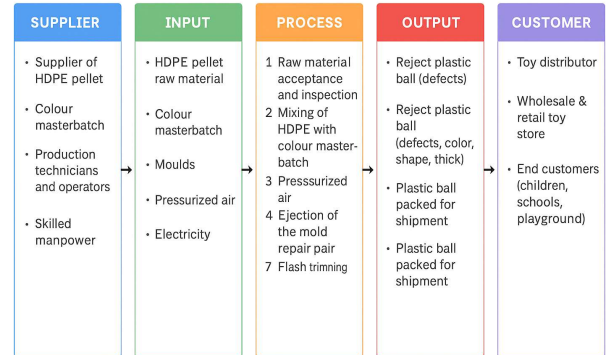 SUPPLIER
• Supplier of
HDPE pellet
• Colour
masterbatch
• Production
technicians
and operators
• Skilled
manpower
INPUT
• HDPE pellet
raw material
• Colour
masterbatch
• Moulds
• Pressurized air
• Electricity
PROCESS
1 Raw material
acceptance
and inspection
2 Mixing of
HDPE with
colour master-
batch
3 Presssurized
air
4 Ejection of
the mold
repair pair
7 Flash trimming
OUTPUT
• Reject plastic
ball (defects)
• Reject plastic
ball
(defects, color,
shape, thick)
• Plastic ball
packed for
shipment
• Plastic ball
packed for
shipment
CUSTOMER
• Toy distributor
• Wholesale &
retail toy
store
• End customers
(children,
schools,
playground)